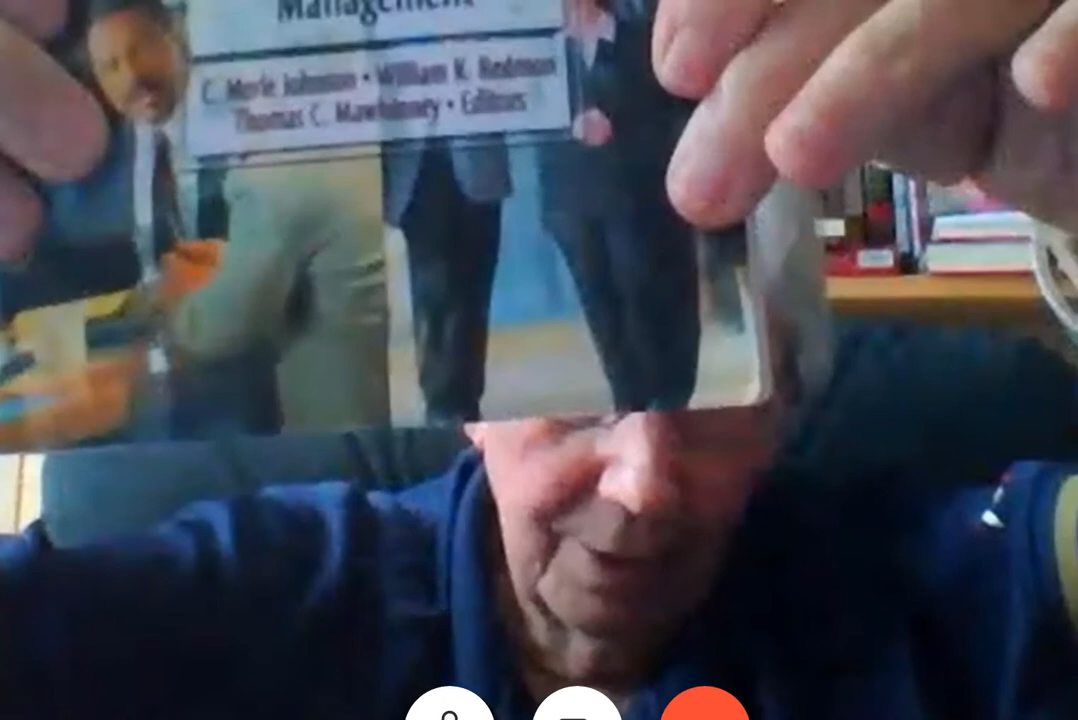 Management
C. Merle Johnson • William K. Redmon
Thomas C. Mawhinney • Editors